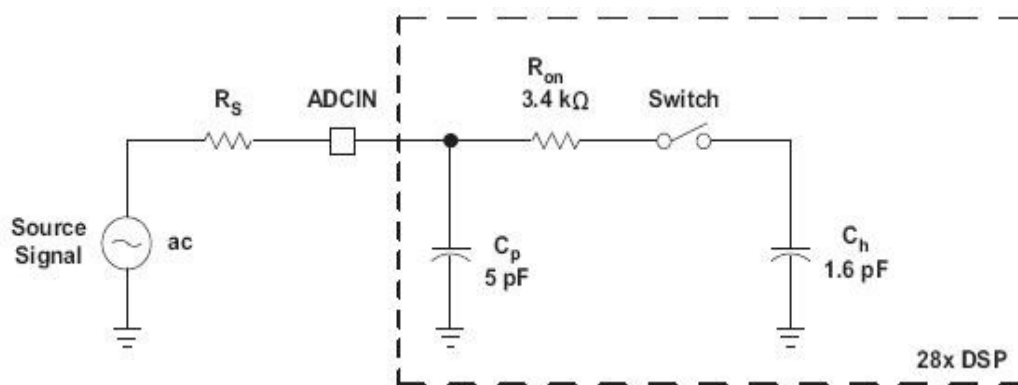 R_S
ADCIN
R_on
3.4 kΩ
Switch
Source
Signal
ac
C_p
5 pF
C_h
1.6 pF
28x DSP